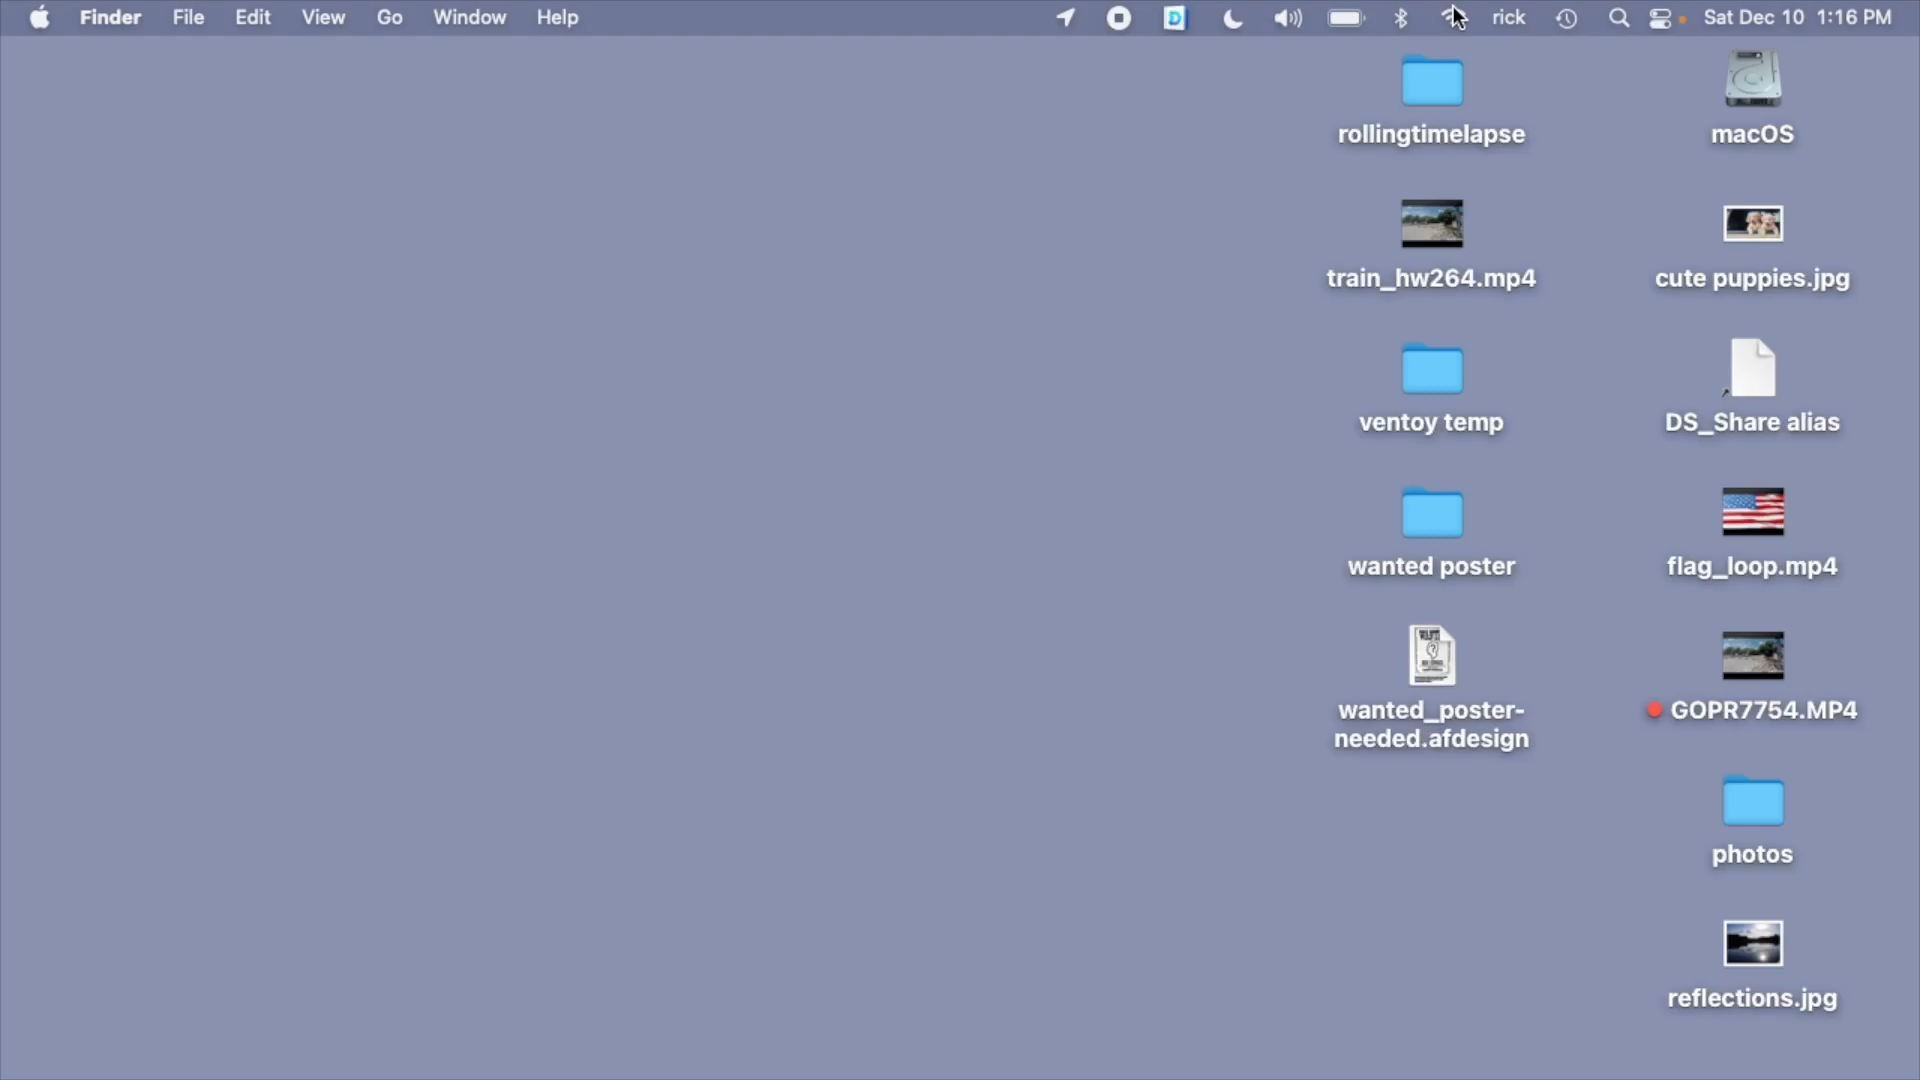 Finder File Edit View Go Window Help D rick Sat Dec 10 1:16 PM
rollingtimelapse
macOS
train_hw264.mp4
cute puppies.jpg
ventoy temp
DS_Share alias
wanted poster
flag_loop.mp4
wanted_poster-
needed.afdesign
GOPR7754.MP4
photos
reflections.jpg